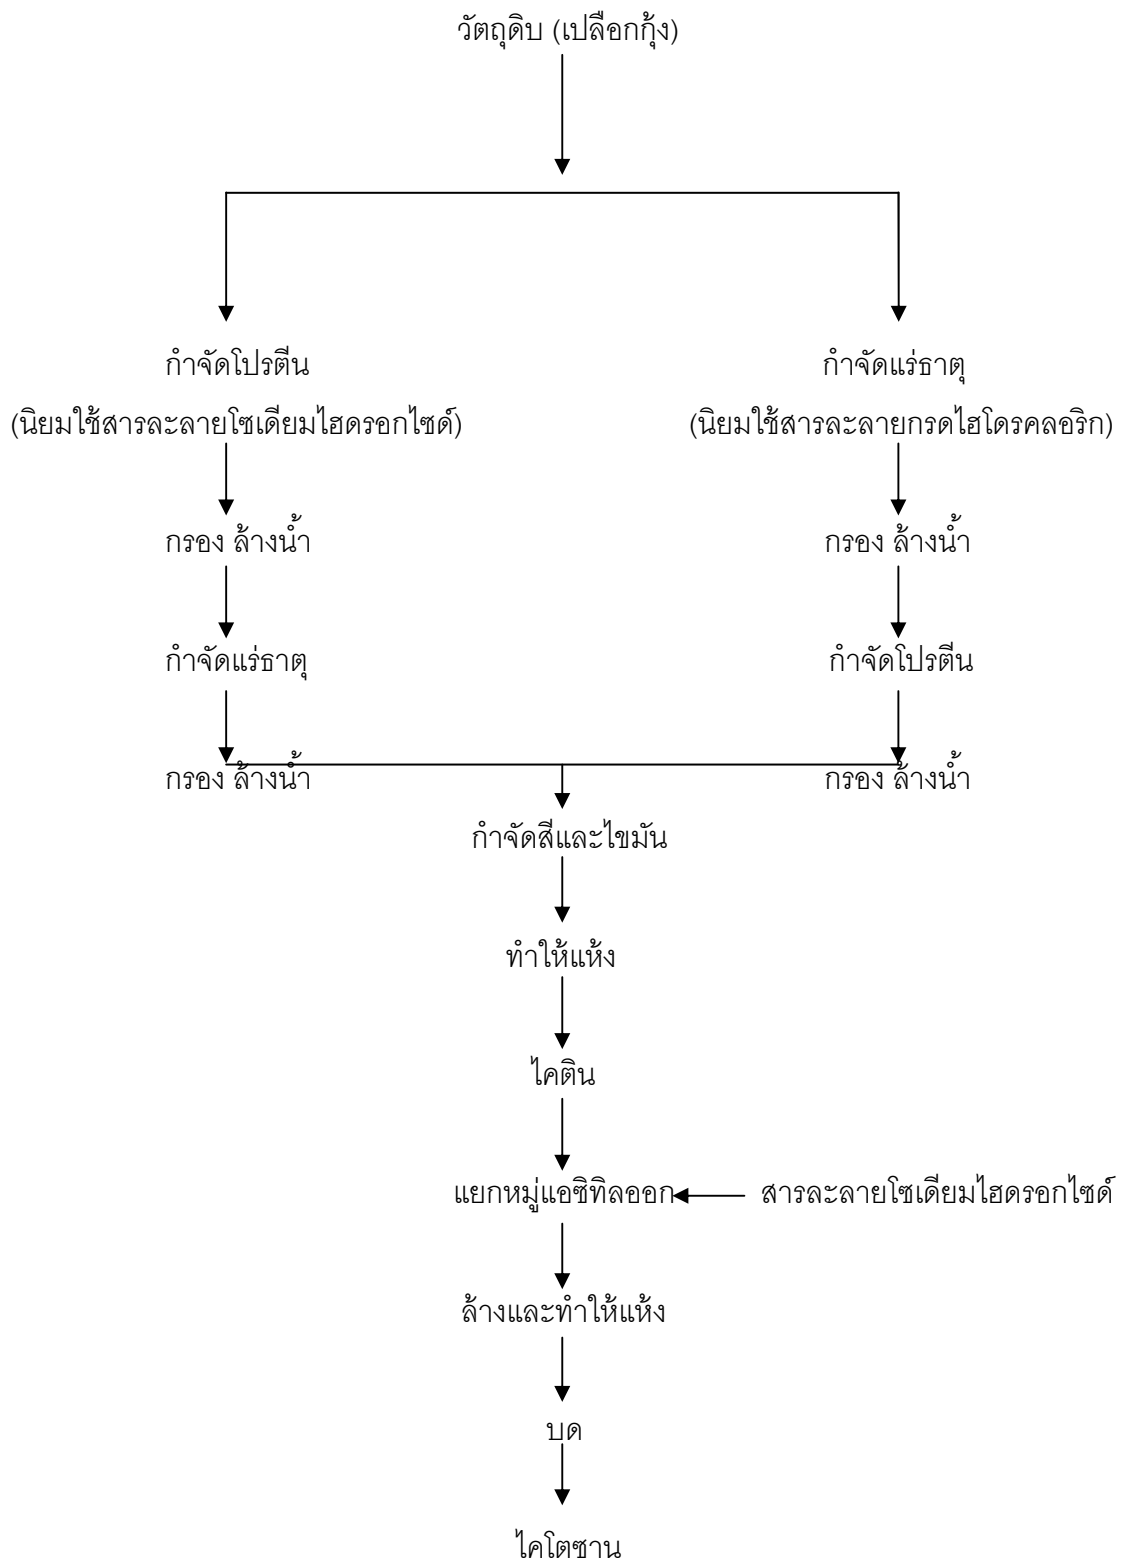 วัตถุดิบ (เปลือกกุ้ง)
กำจัดโปรตีน
(นิยมใช้สารละลายโซเดียมไฮดรอกไซด์)
กรอง ล้างน้ำ
กำจัดแร่ธาตุ
กรอง ล้างน้ำ
กำจัดแร่ธาตุ
(นิยมใช้สารละลายกรดไฮโดรคลอริก)
กรอง ล้างน้ำ
กำจัดโปรตีน
กรอง ล้างน้ำ
กำจัดสีและไขมัน
ทำให้แห้ง
ไคติน
แยกหมู่แอซิทิลออก
สารละลายโซเดียมไฮดรอกไซด์
ล้างและทำให้แห้ง
บด
ไคโตซาน